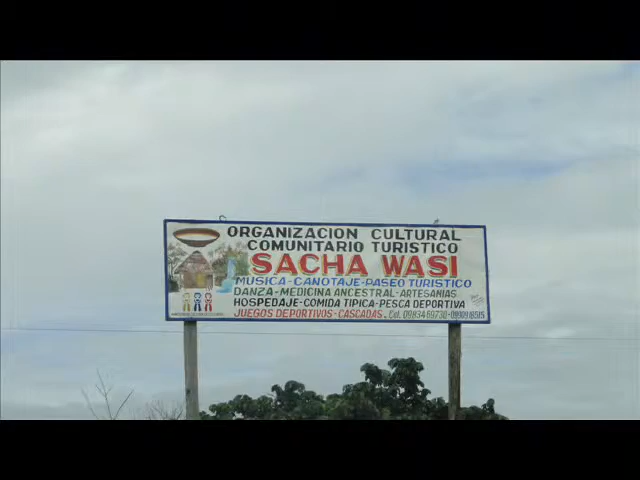 ORGANIZACION CULTURAL
COMUNITARIO TURISTICO
SACHA WASI
MUSICA-CANOTAJE-PASEO TURISTICO
DANZA-MEDICINA ANCESTRAL-ARTESANIAS
HOSPEDAJE-COMIDA TIPICA-PESCA DEPORTIVA
JUEGOS DEPORTIVOS-CASCADAS. Cel.